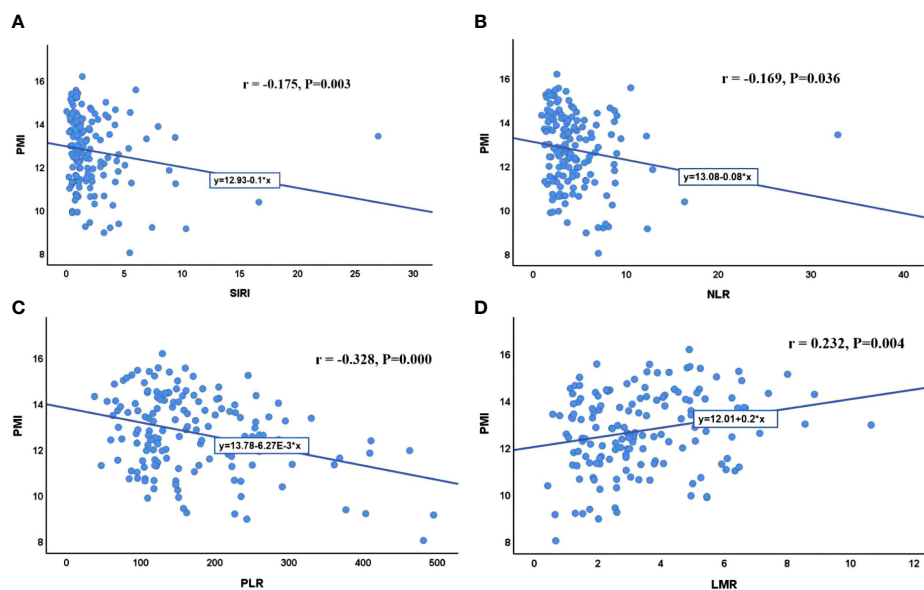 A
r = -0.175, P=0.003
PMI
16
14
12
10
8
y=12.93-0.1*x
0
5
10
15
20
25
30
SIRI
B
r = -0.169, P=0.036
PMI
16
14
12
10
8
y=13.08-0.08*x
0
10
20
30
40
NLR
C
r = -0.328, P=0.000
PMI
16
14
12
10
8
y=13.78-6.27E-3*x
0
100
200
300
400
500
PLR
D
r = 0.232, P=0.004
PMI
16
14
12
10
8
y=12.01+0.2*x
0
2
4
6
8
10
12
LMR